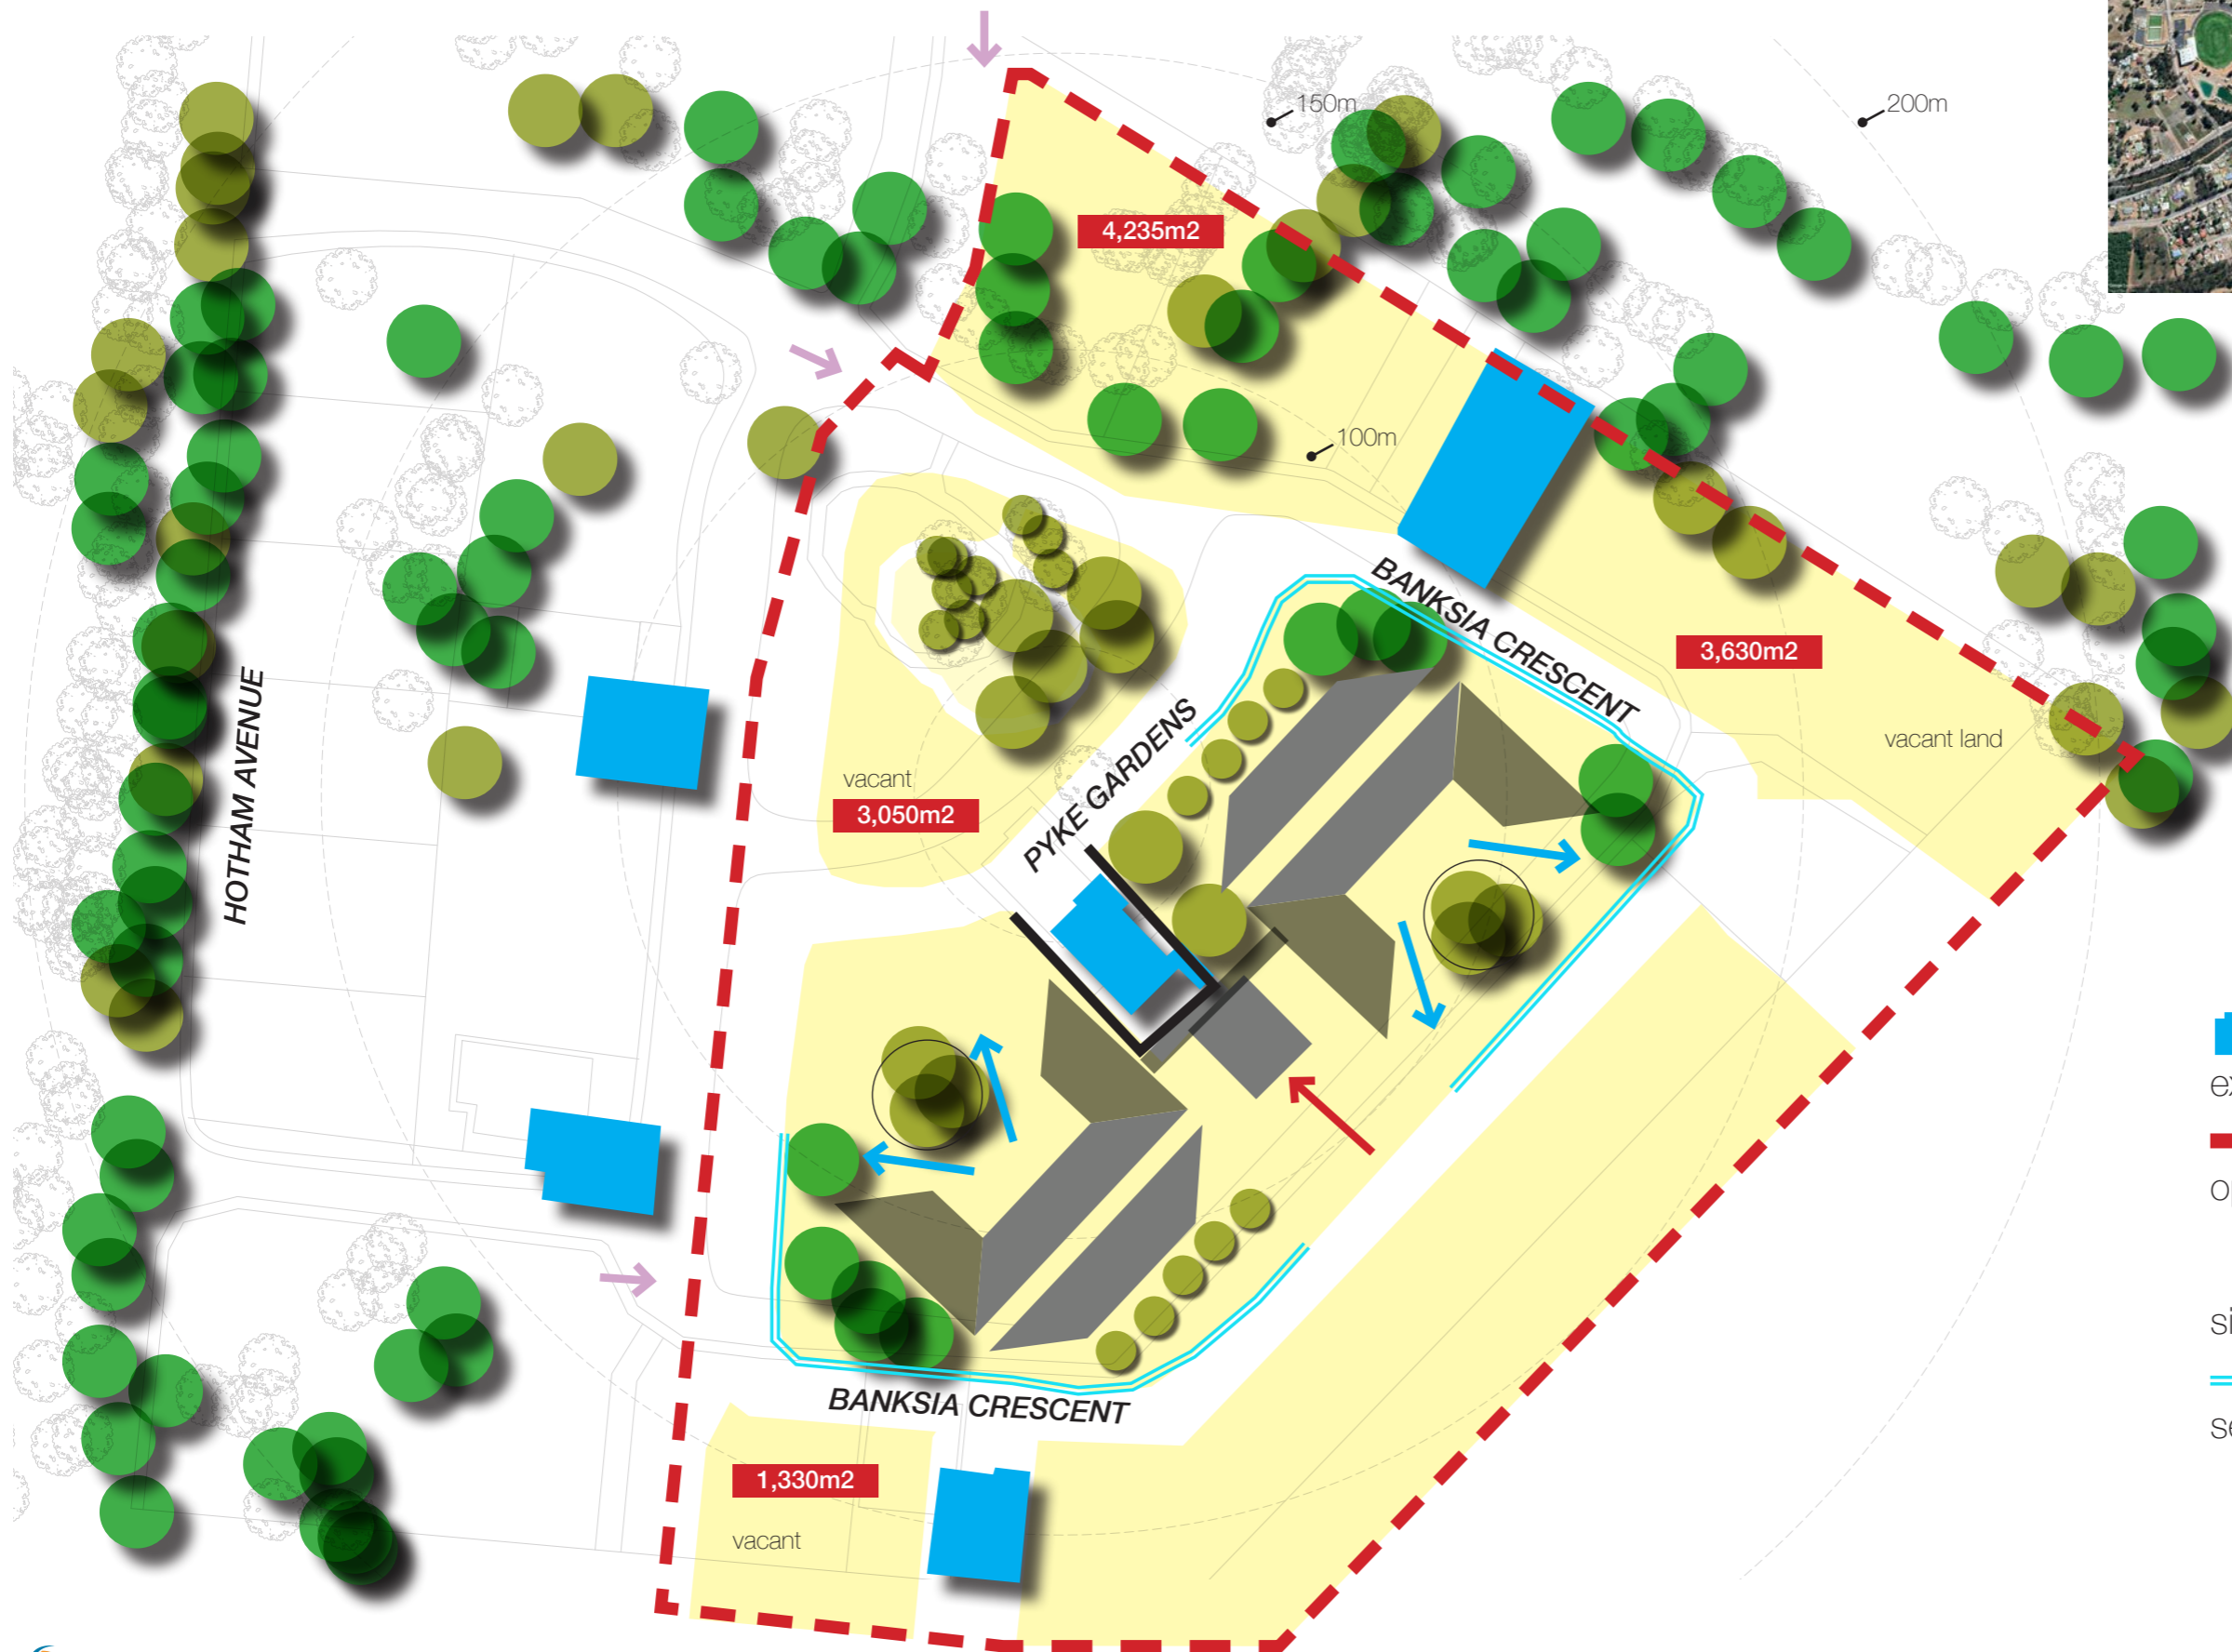 150m
200m
4,235m2
100m
BANKSIA CRESCENT
3,630m2
vacant land
HOTHAM AVENUE
PYKE GARDENS
vacant
3,050m2
BANKSIA CRESCENT
1,330m2
vacant